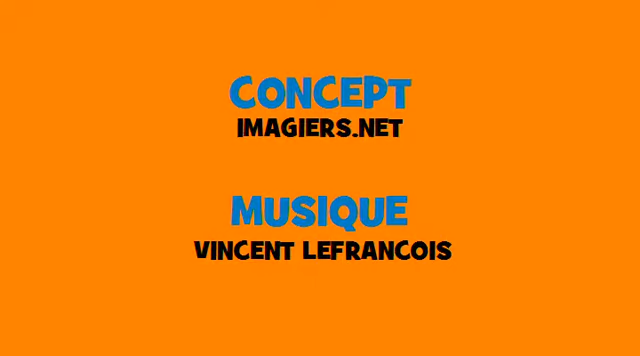 CONCEPT
IMAGIERS.NET
MUSIQUE
VINCENT LEFRANCOIS